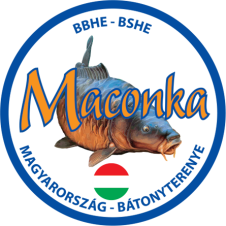 BBHE - BSHE
Maconka
MAGYARORSZÁG - BÁTONYTERENYE